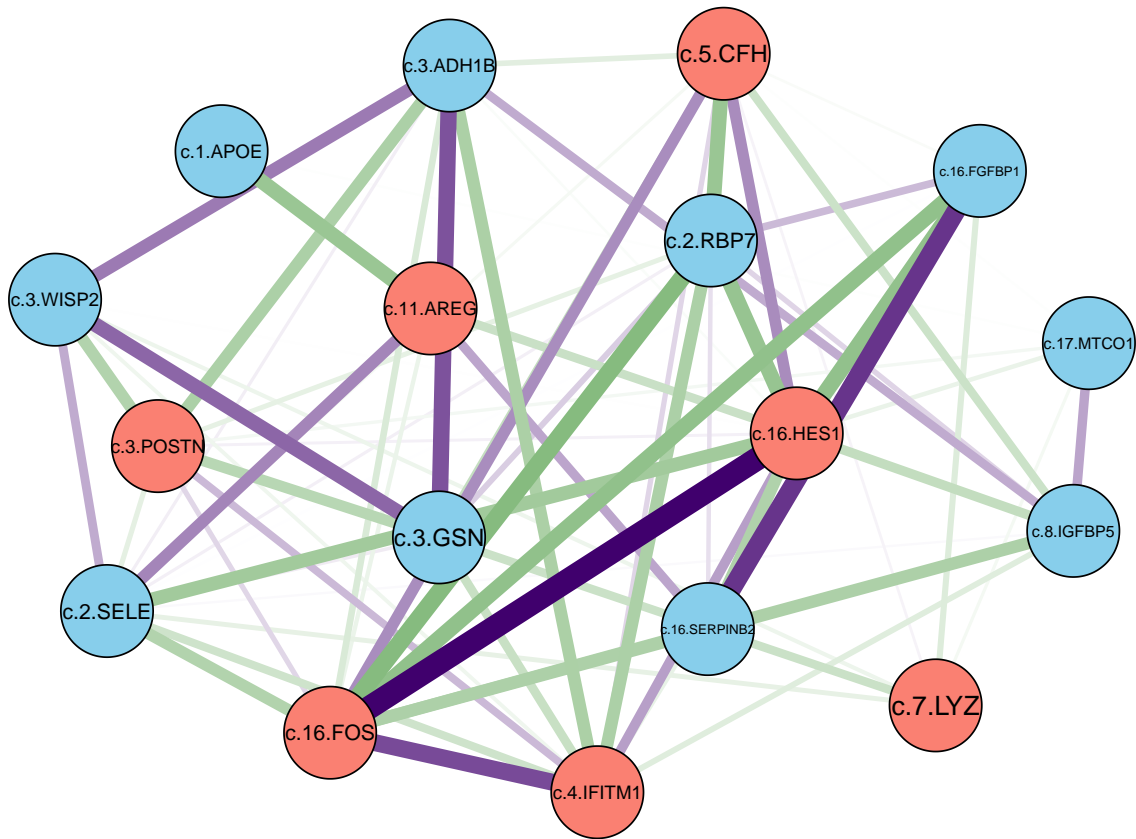 c.5.CFH
c.3.ADH1B
c.1.APOE
c.16.FGFBP1
c.2.RBP7
c.3.WISP2
c.11.AREG
c.17.MTCO1
c.3.POSTN
c.16.HES1
c.3.GSN
c.8.IGFBP5
c.2.SELE
c.16.SERPINB2
c.7.LYZ
c.16.FOS
c.4.IFITM1